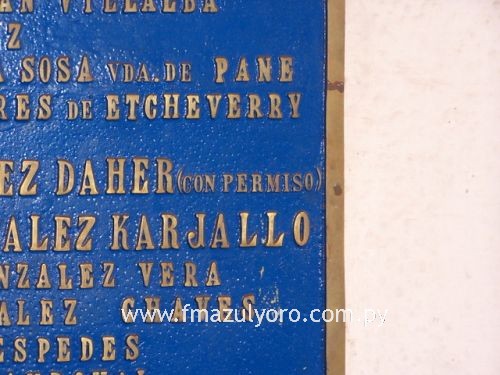 AN VILLALBA
Z
A SOSA VDA. DE PANE
RES DE ETCHEVERRY
EZ DAHER (CON PERMISO)
ALEZ KARJALLO
NZALEZ VERA
ALEZ CHAVES
www.fmazulyoro.com.py
ESPEDES